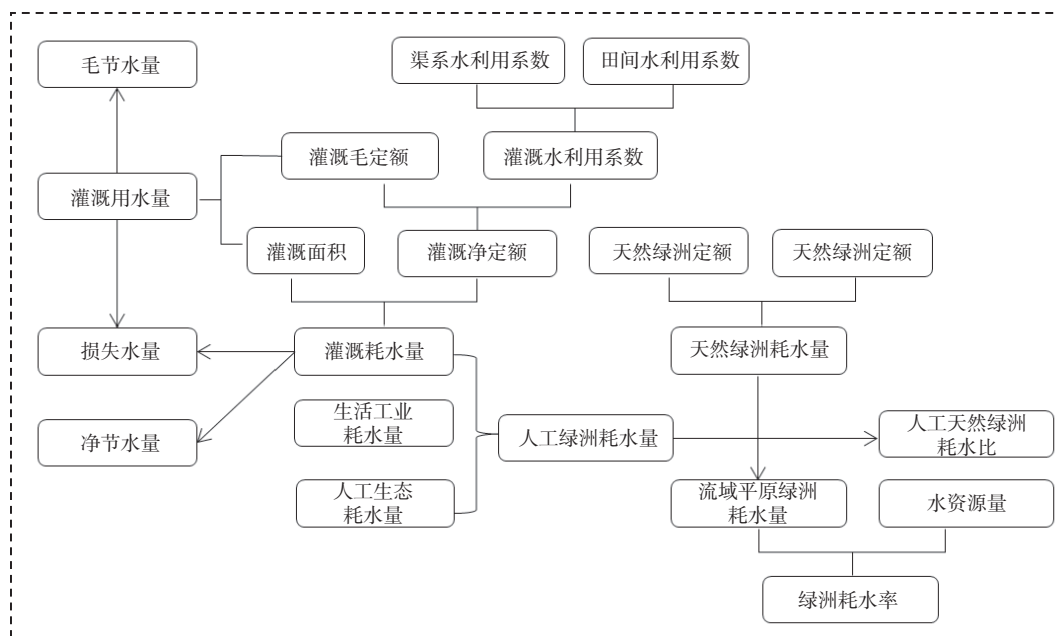 毛节水量
渠系水利用系数
田间水利用系数
灌溉毛定额
灌溉水利用系数
灌溉用水量
灌溉面积
灌溉净定额
天然绿洲定额
天然绿洲定额
损失水量
灌溉耗水量
天然绿洲耗水量
生活工业
耗水量
净节水量
人工绿洲耗水量
人工天然绿洲
耗水比
人工生态
耗水量
流域平原绿洲
耗水量
水资源量
绿洲耗水率